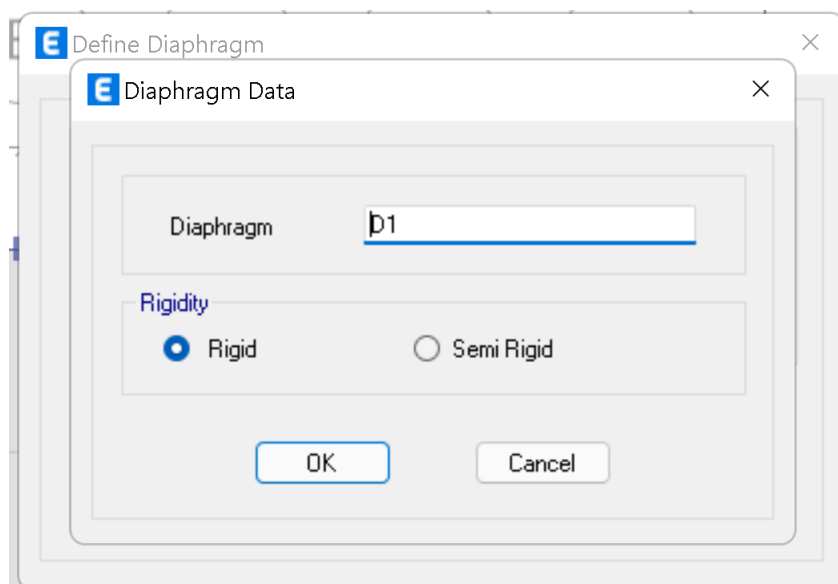 E Define Diaphragm
E Diaphragm Data
Diaphragm D1
Rigidity
Rigid Semi Rigid
OK Cancel